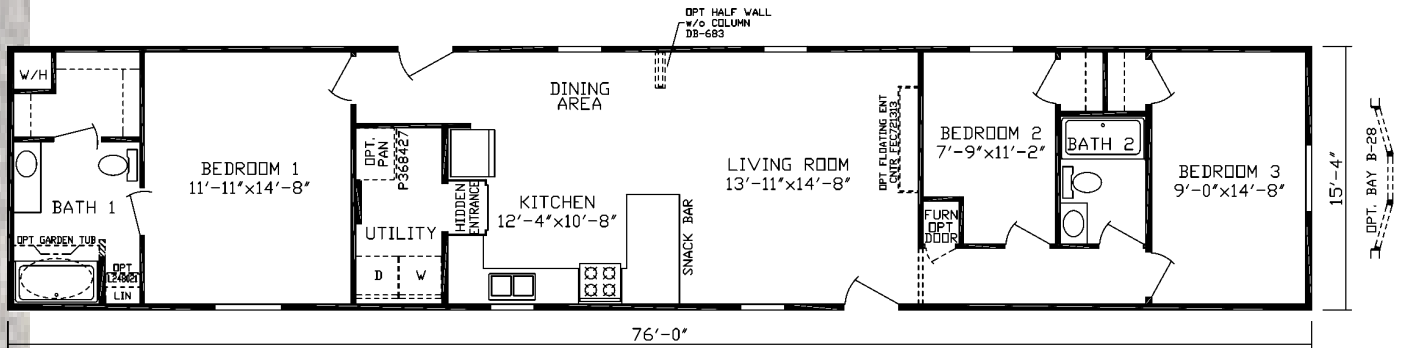 OPT HALF WALL
w/o COLUMN
DB-683
W/H
BEDROOM 1
11'-11"x14'-8"
BATH 1
OPT GARDEN TUB
OPT
L248021
LIN
OPT.
PAN
P368427
UTILITY
D
W
HIDDEN
ENTRANCE
DINING
AREA
KITCHEN
12'-4"x10'-8"
SNACK BAR
LIVING ROOM
13'-11"x14'-8"
OPT FLOATING ENT
CNTR FEC721313
BEDROOM 2
7'-9"x11'-2"
FURN
OPT
DOOR
BATH 2
BEDROOM 3
9'-0"x14'-8"
15'-4"
OPT. BAY B-28
76'-0"